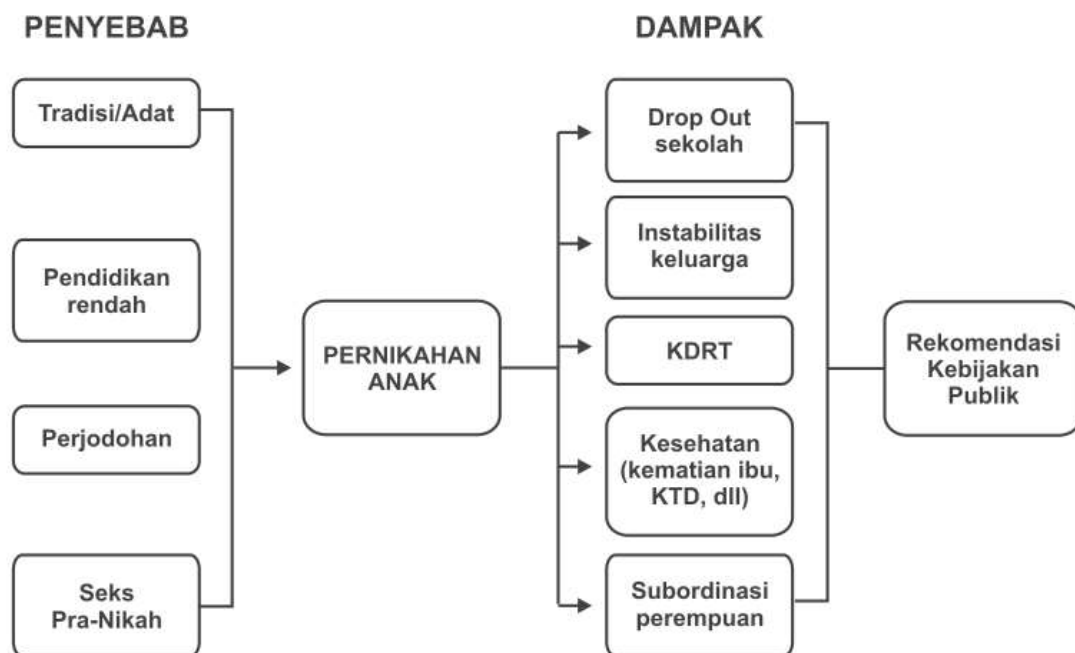 PENYEBAB
DAMPAK
Tradisi/Adat
Pendidikan
rendah
Perjodohan
Seks
Pra-Nikah
PERNIKAHAN
ANAK
Drop Out
sekolah
Instabilitas
keluarga
KDRT
Kesehatan
(kematian ibu,
KTD, dll)
Subordinasi
perempuan
Rekomendasi
Kebijakan
Publik